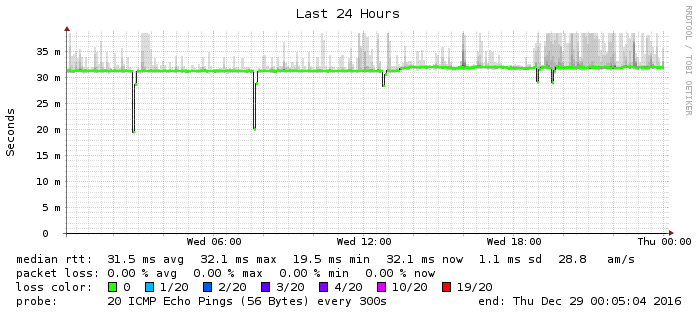 Last 24 Hours
RRDTOOL / TOBI OETIKER
Seconds
35 m
30 m
25 m
20 m
15 m
10 m
5 m
0
Wed 06:00 Wed 12:00 Wed 18:00 Thu 00:00
median rtt: 31.5 ms avg 32.1 ms max 19.5 ms min 32.1 ms now 1.1 ms sd 28.8 am/s
packet loss: 0.00 % avg 0.00 % max 0.00 % min 0.00 % now
loss color: 0 1/20 2/20 3/20 4/20 10/20 19/20
probe: 20 ICMP Echo Pings (56 Bytes) every 300s end: Thu Dec 29 00:05:04 2016